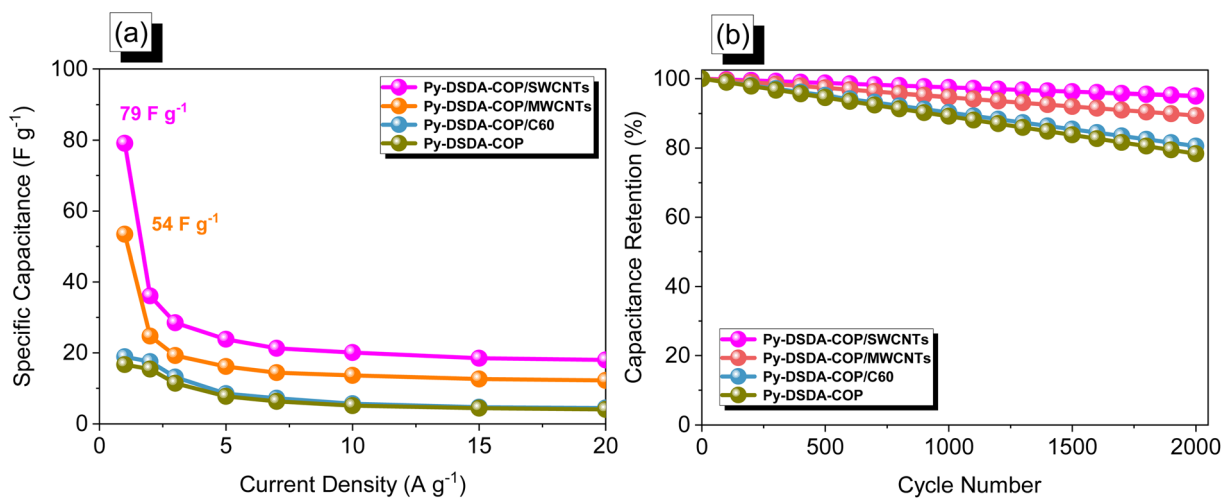 (a)
100
80
60
40
20
0
Specific Capacitance (F g⁻¹)
79 F g⁻¹
54 F g⁻¹
Py-DSDA-COP/SWCNTs
Py-DSDA-COP/MWCNTs
Py-DSDA-COP/C60
Py-DSDA-COP
0 5 10 15 20
Current Density (A g⁻¹)
(b)
100
80
60
40
20
0
Capacitance Retention (%)
Py-DSDA-COP/SWCNTs
Py-DSDA-COP/MWCNTs
Py-DSDA-COP/C60
Py-DSDA-COP
0 500 1000 1500 2000
Cycle Number